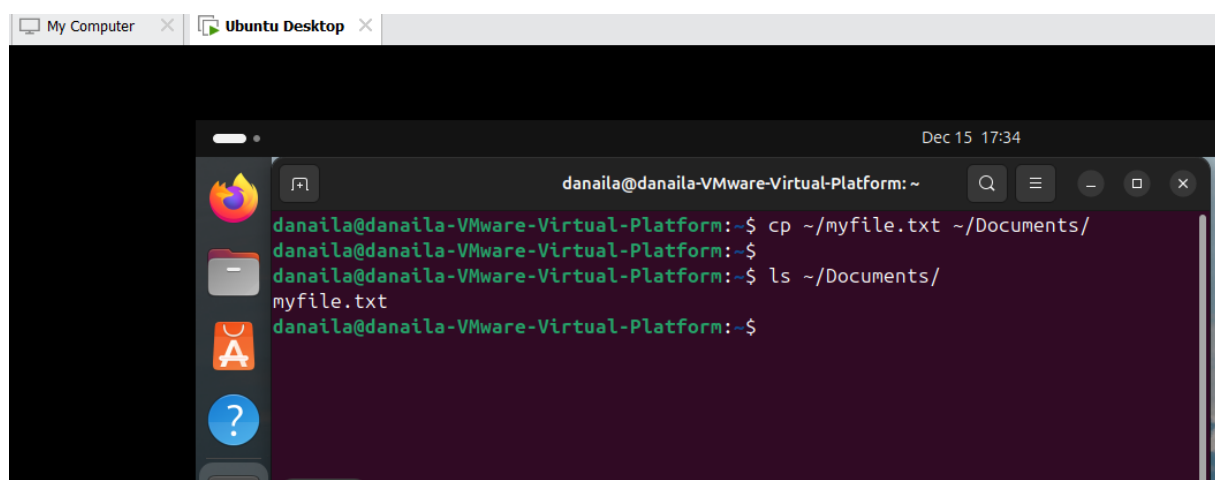 My Computer
Ubuntu Desktop
Dec 15 17:34
danaila@danaila-VMware-Virtual-Platform: ~
danaila@danaila-VMware-Virtual-Platform:~$ cp ~/myfile.txt ~/Documents/
danaila@danaila-VMware-Virtual-Platform:~$
danaila@danaila-VMware-Virtual-Platform:~$ ls ~/Documents/
myfile.txt
danaila@danaila-VMware-Virtual-Platform:~$